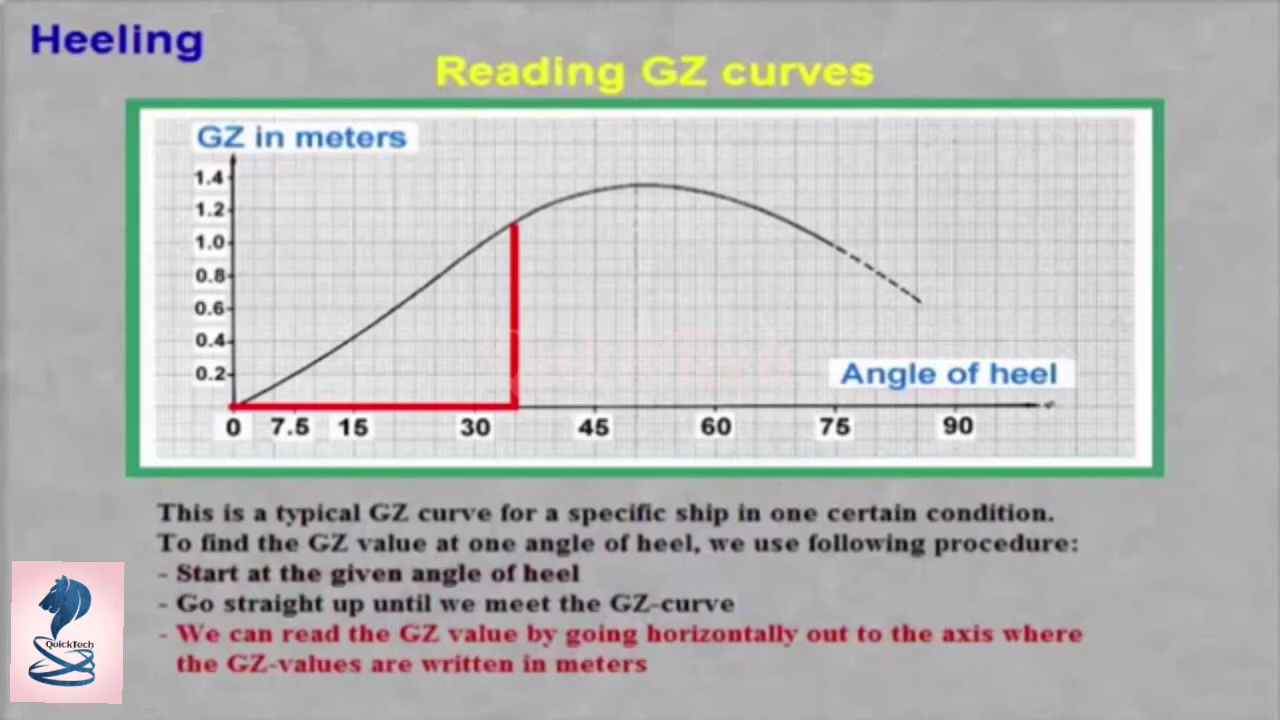 Heeling
Reading GZ curves
GZ in meters
1.4
1.2
1.0
0.8
0.6
0.4
0.2
Angle of heel
0 7.5 15 30 45 60 75 90
This is a typical GZ curve for a specific ship in one certain condition.
To find the GZ value at one angle of heel, we use following procedure:
- Start at the given angle of heel
- Go straight up until we meet the GZ-curve
- We can read the GZ value by going horizontally out to the axis where
the GZ-values are written in meters
QuickTech